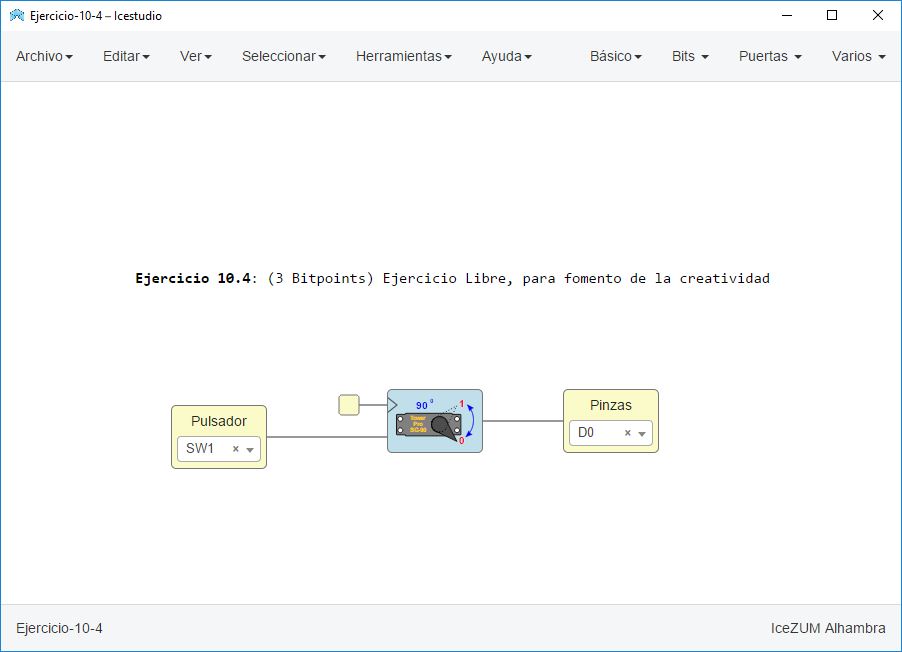 Ejercicio-10-4 – Icestudio
Archivo Editar Ver Seleccionar Herramientas Ayuda Básico Bits Puertas Varios
Ejercicio 10.4: (3 Bitpoints) Ejercicio Libre, para fomento de la creatividad
Pulsador
SW1 ×
90 º
1
Tower
Pro
SG-90
0
Pinzas
D0 ×
Ejercicio-10-4
IceZUM Alhambra